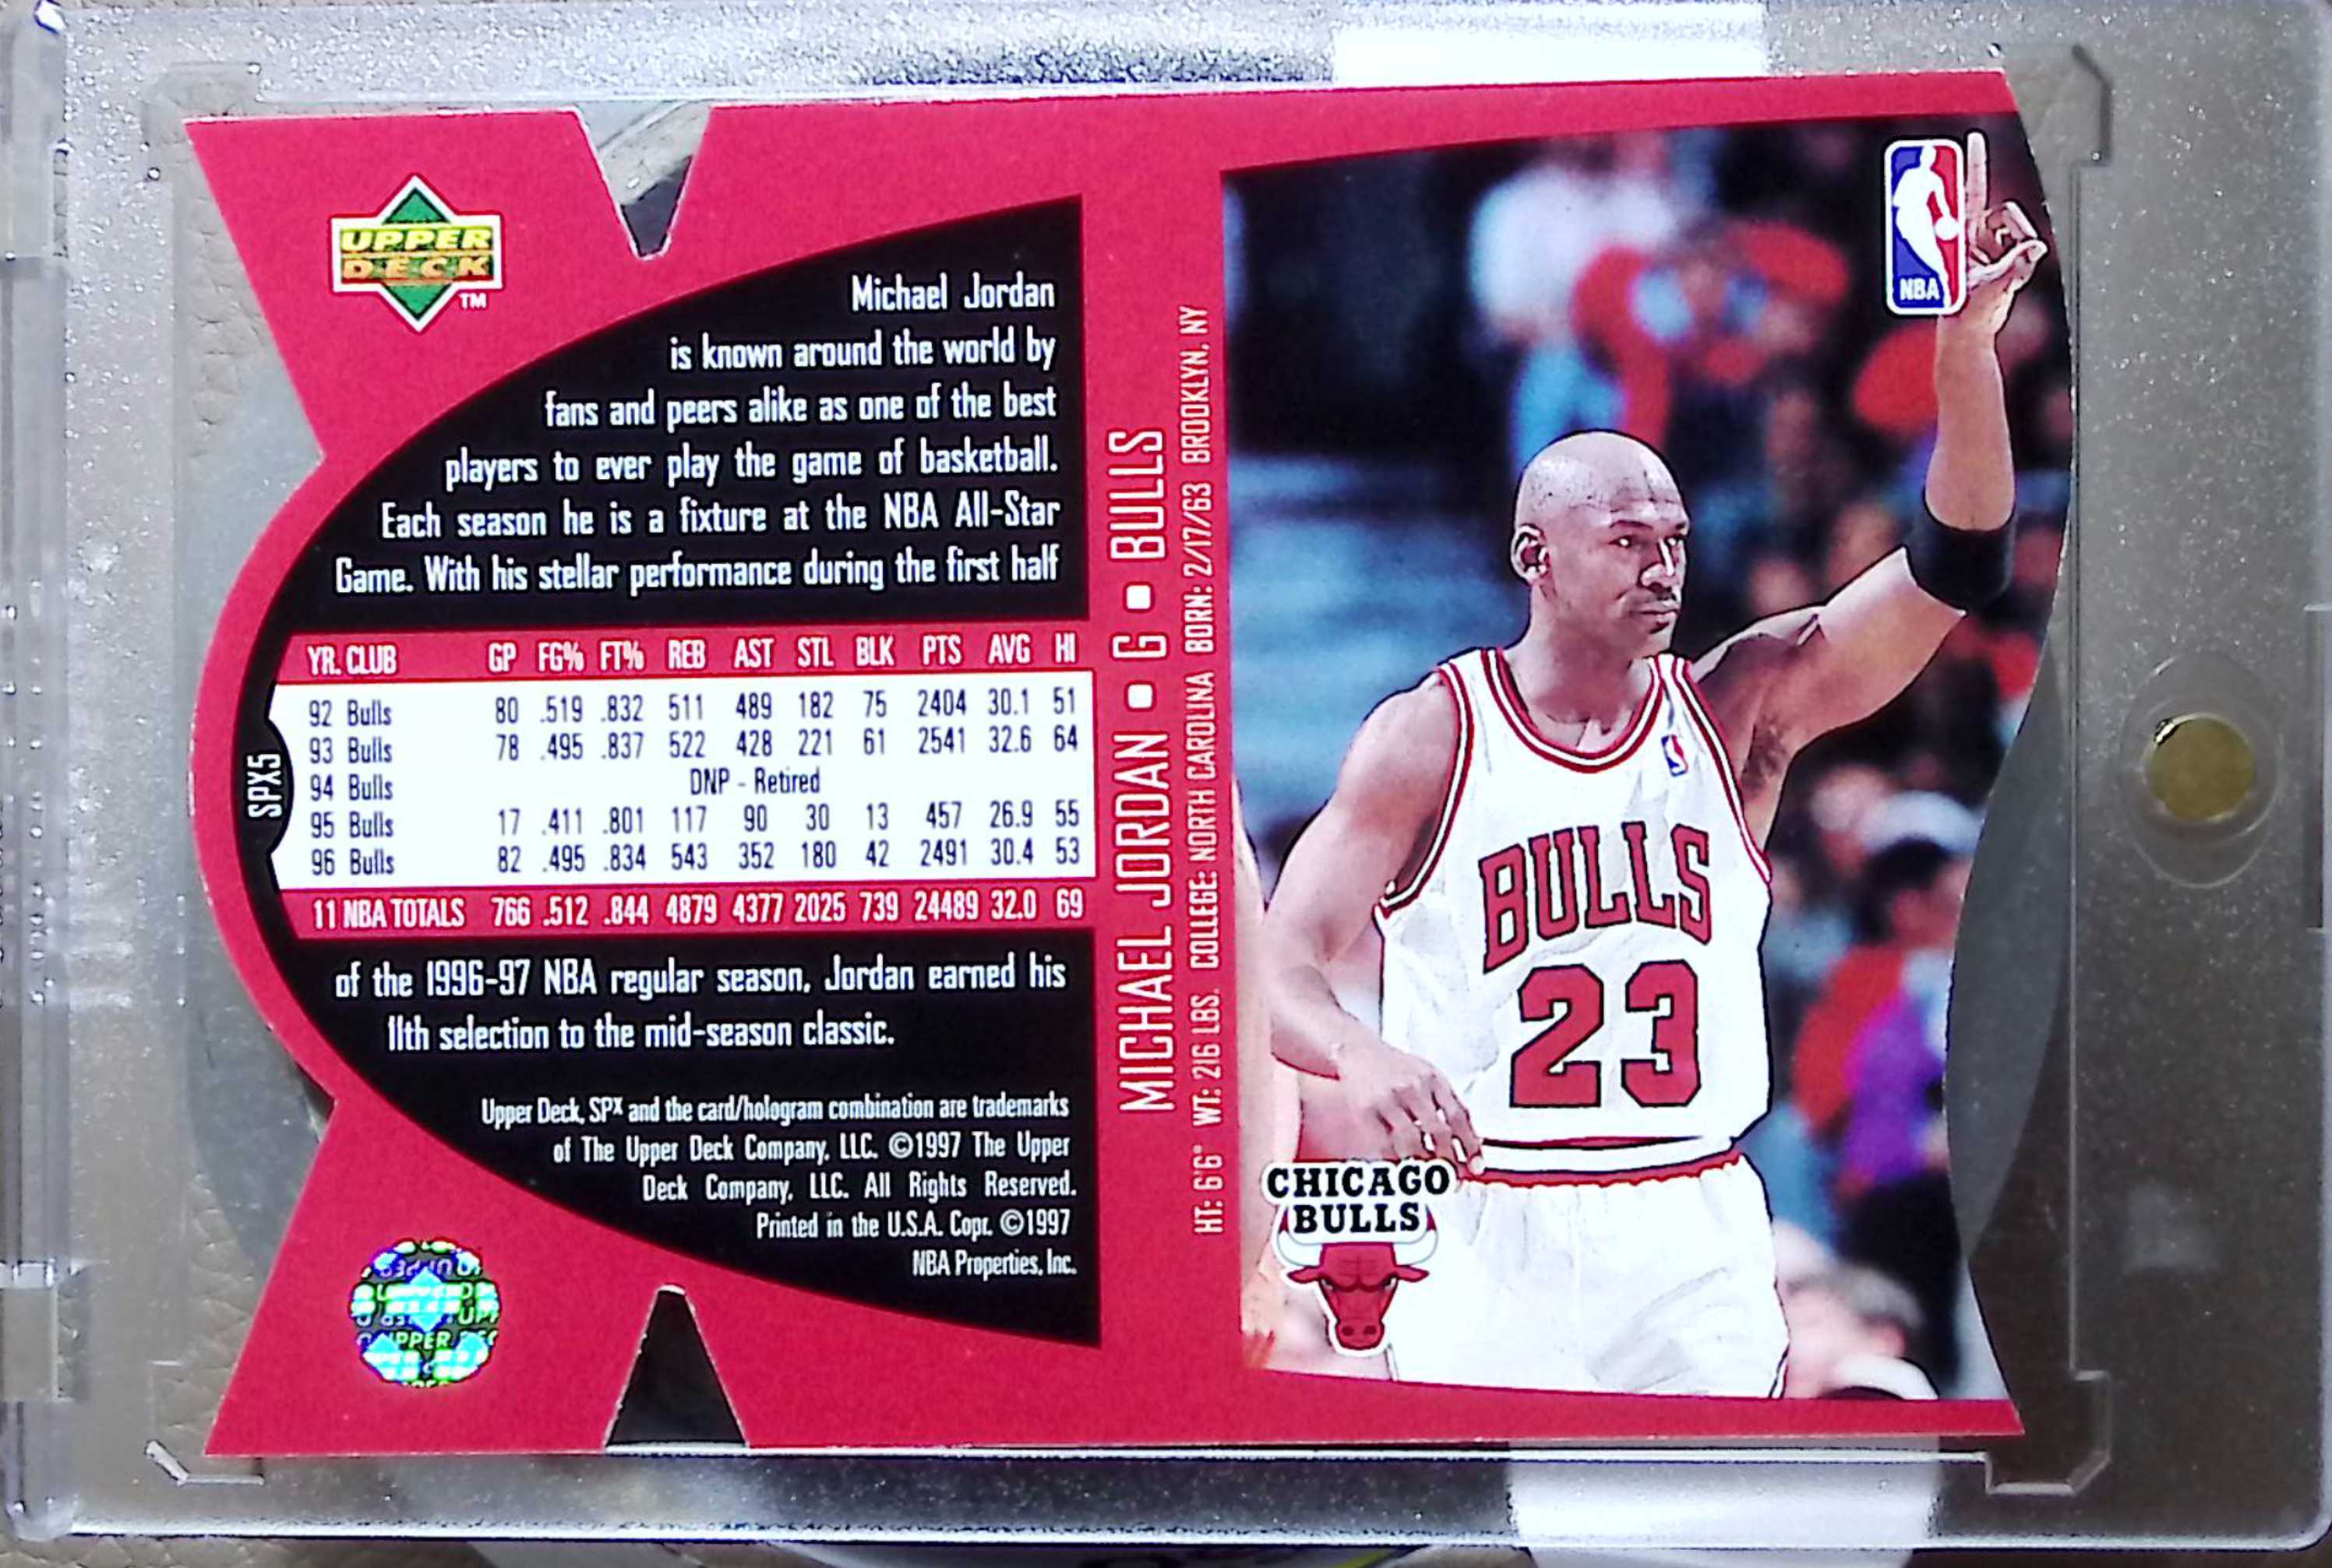 UPPER
DECK
TM
Michael Jordan
is known around the world by
fans and peers alike as one of the best
players to ever play the game of basketball.
Each season he is a fixture at the NBA All-Star
Game. With his stellar performance during the first half
SPX5
YR. CLUB GP FG% FT% REB AST STL BLK PTS AVG HI
92 Bulls 80 .519 .832 511 489 182 75 2404 30.1 51
93 Bulls 78 .495 .837 522 428 221 61 2541 32.6 64
94 Bulls DNP - Retired
95 Bulls 17 .411 .801 117 90 30 13 457 26.9 55
96 Bulls 82 .495 .834 543 352 180 42 2491 30.4 53
11 NBA TOTALS 766 .512 .844 4879 4377 2025 739 24489 32.0 69
of the 1996-97 NBA regular season, Jordan earned his
11th selection to the mid-season classic.
Upper Deck, SPX and the card/hologram combination are trademarks
of The Upper Deck Company, LLC. ©1997 The Upper
Deck Company, LLC. All Rights Reserved.
Printed in the U.S.A. Copr. ©1997
NBA Properties, Inc.
MICHAEL JORDAN ▪ G ▪ BULLS
HT: 6'6" WT: 216 LBS. COLLEGE: NORTH CAROLINA BORN: 2/17/63 BROOKLYN, NY
NBA
BULLS
23
CHICAGO
BULLS
UPPER